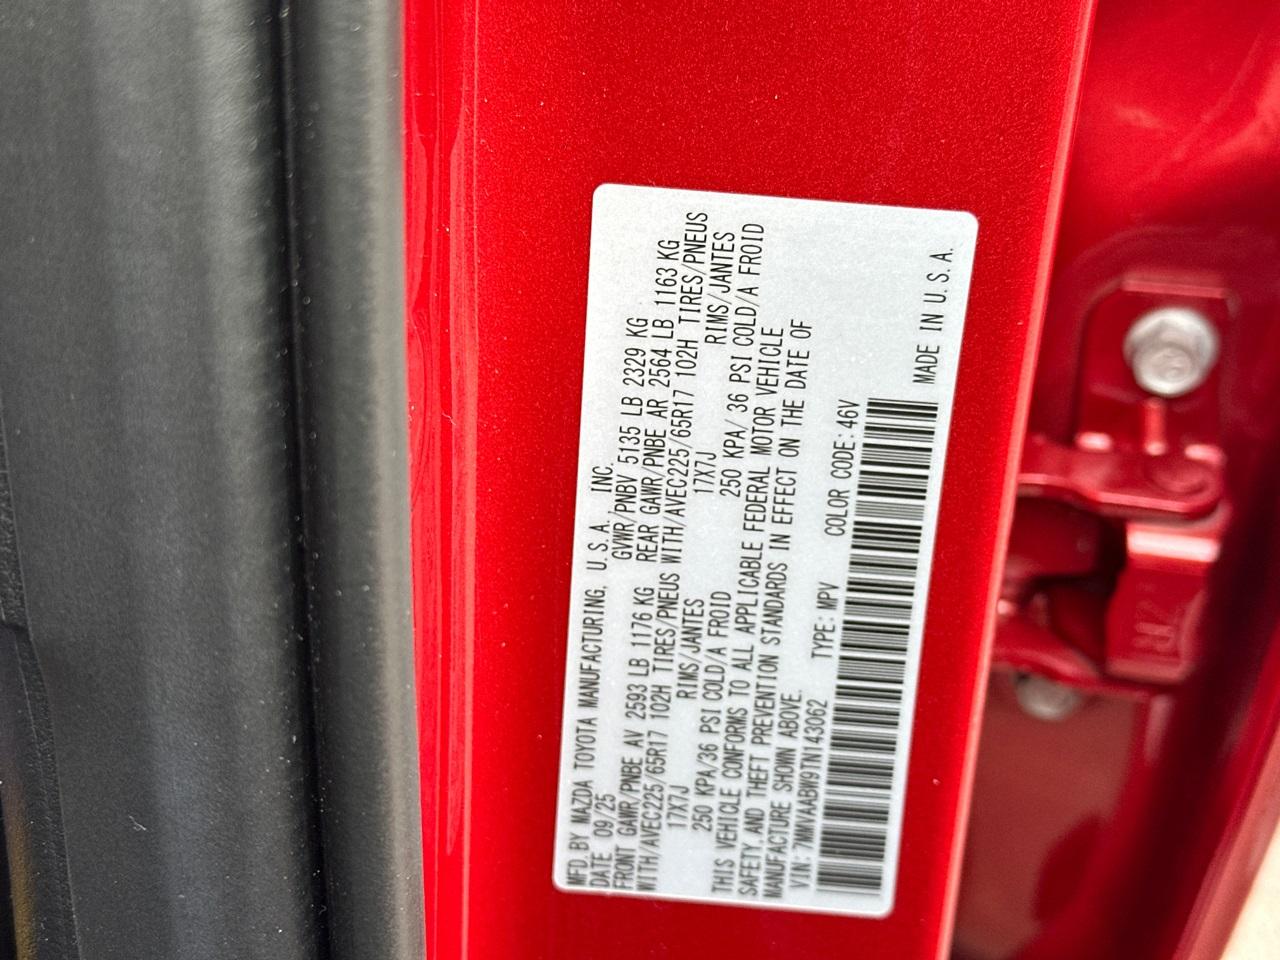 MFD. BY MAZDA TOYOTA MANUFACTURING, U. S. A. INC.
DATE 09/25 GVWR/PNBV 5135 LB 2329 KG
FRONT GAWR/PNBE AV 2593 LB 1176 KG REAR GAWR/PNBE AR 2564 LB 1163 KG
WITH/AVEC225/65R17 102H TIRES/PNEUS WITH/AVEC225/65R17 102H TIRES/PNEUS
17X7J RIMS/JANTES 17X7J RIMS/JANTES
250 KPA/36 PSI COLD/A FROID 250 KPA/ 36 PSI COLD/A FROID
THIS VEHICLE CONFORMS TO ALL APPLICABLE FEDERAL MOTOR VEHICLE
SAFETY, AND THEFT PREVENTION STANDARDS IN EFFECT ON THE DATE OF
MANUFACTURE SHOWN ABOVE.
VIN: 7MMVAABW9TN143062 TYPE: MPV COLOR CODE: 46V
MADE IN U. S. A.